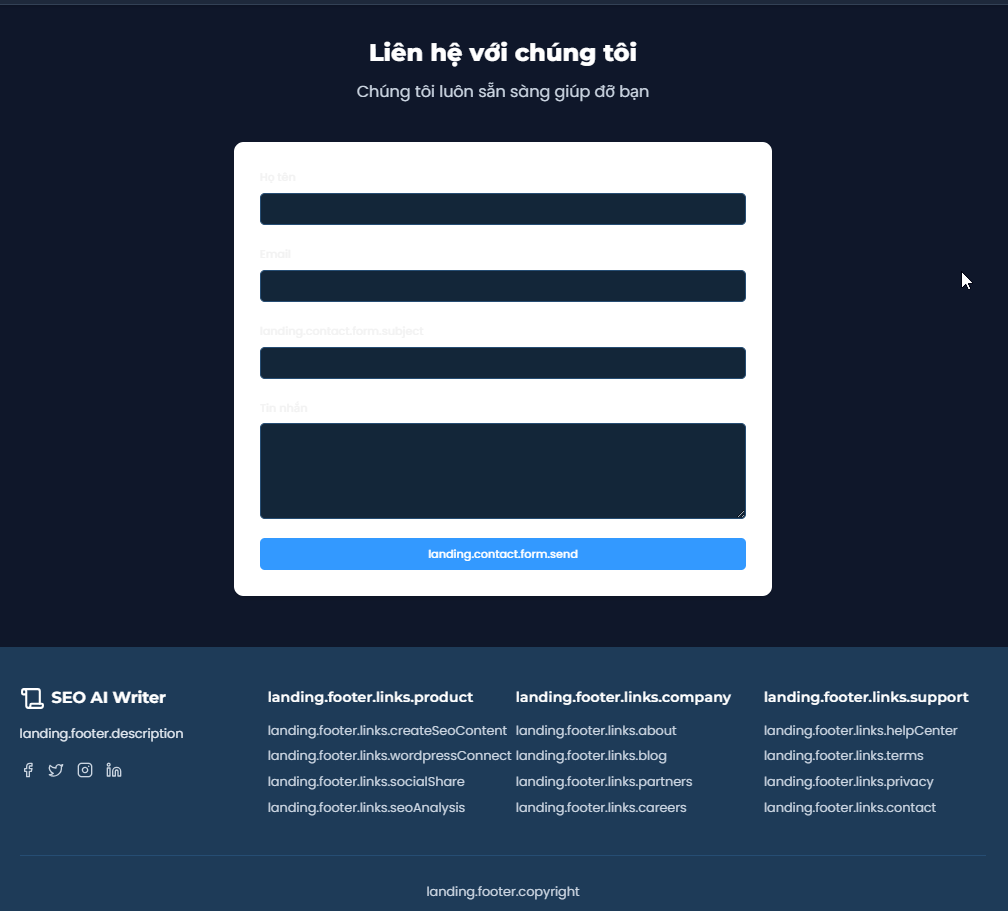 Liên hệ với chúng tôi
Chúng tôi luôn sẵn sàng giúp đỡ bạn
Họ tên
Email
landing.contact.form.subject
Tin nhắn
landing.contact.form.send
SEO AI Writer
landing.footer.description
landing.footer.links.product
landing.footer.links.createSeoContent
landing.footer.links.wordpressConnect
landing.footer.links.socialShare
landing.footer.links.seoAnalysis
landing.footer.links.company
landing.footer.links.about
landing.footer.links.blog
landing.footer.links.partners
landing.footer.links.careers
landing.footer.links.support
landing.footer.links.helpCenter
landing.footer.links.terms
landing.footer.links.privacy
landing.footer.links.contact
landing.footer.copyright